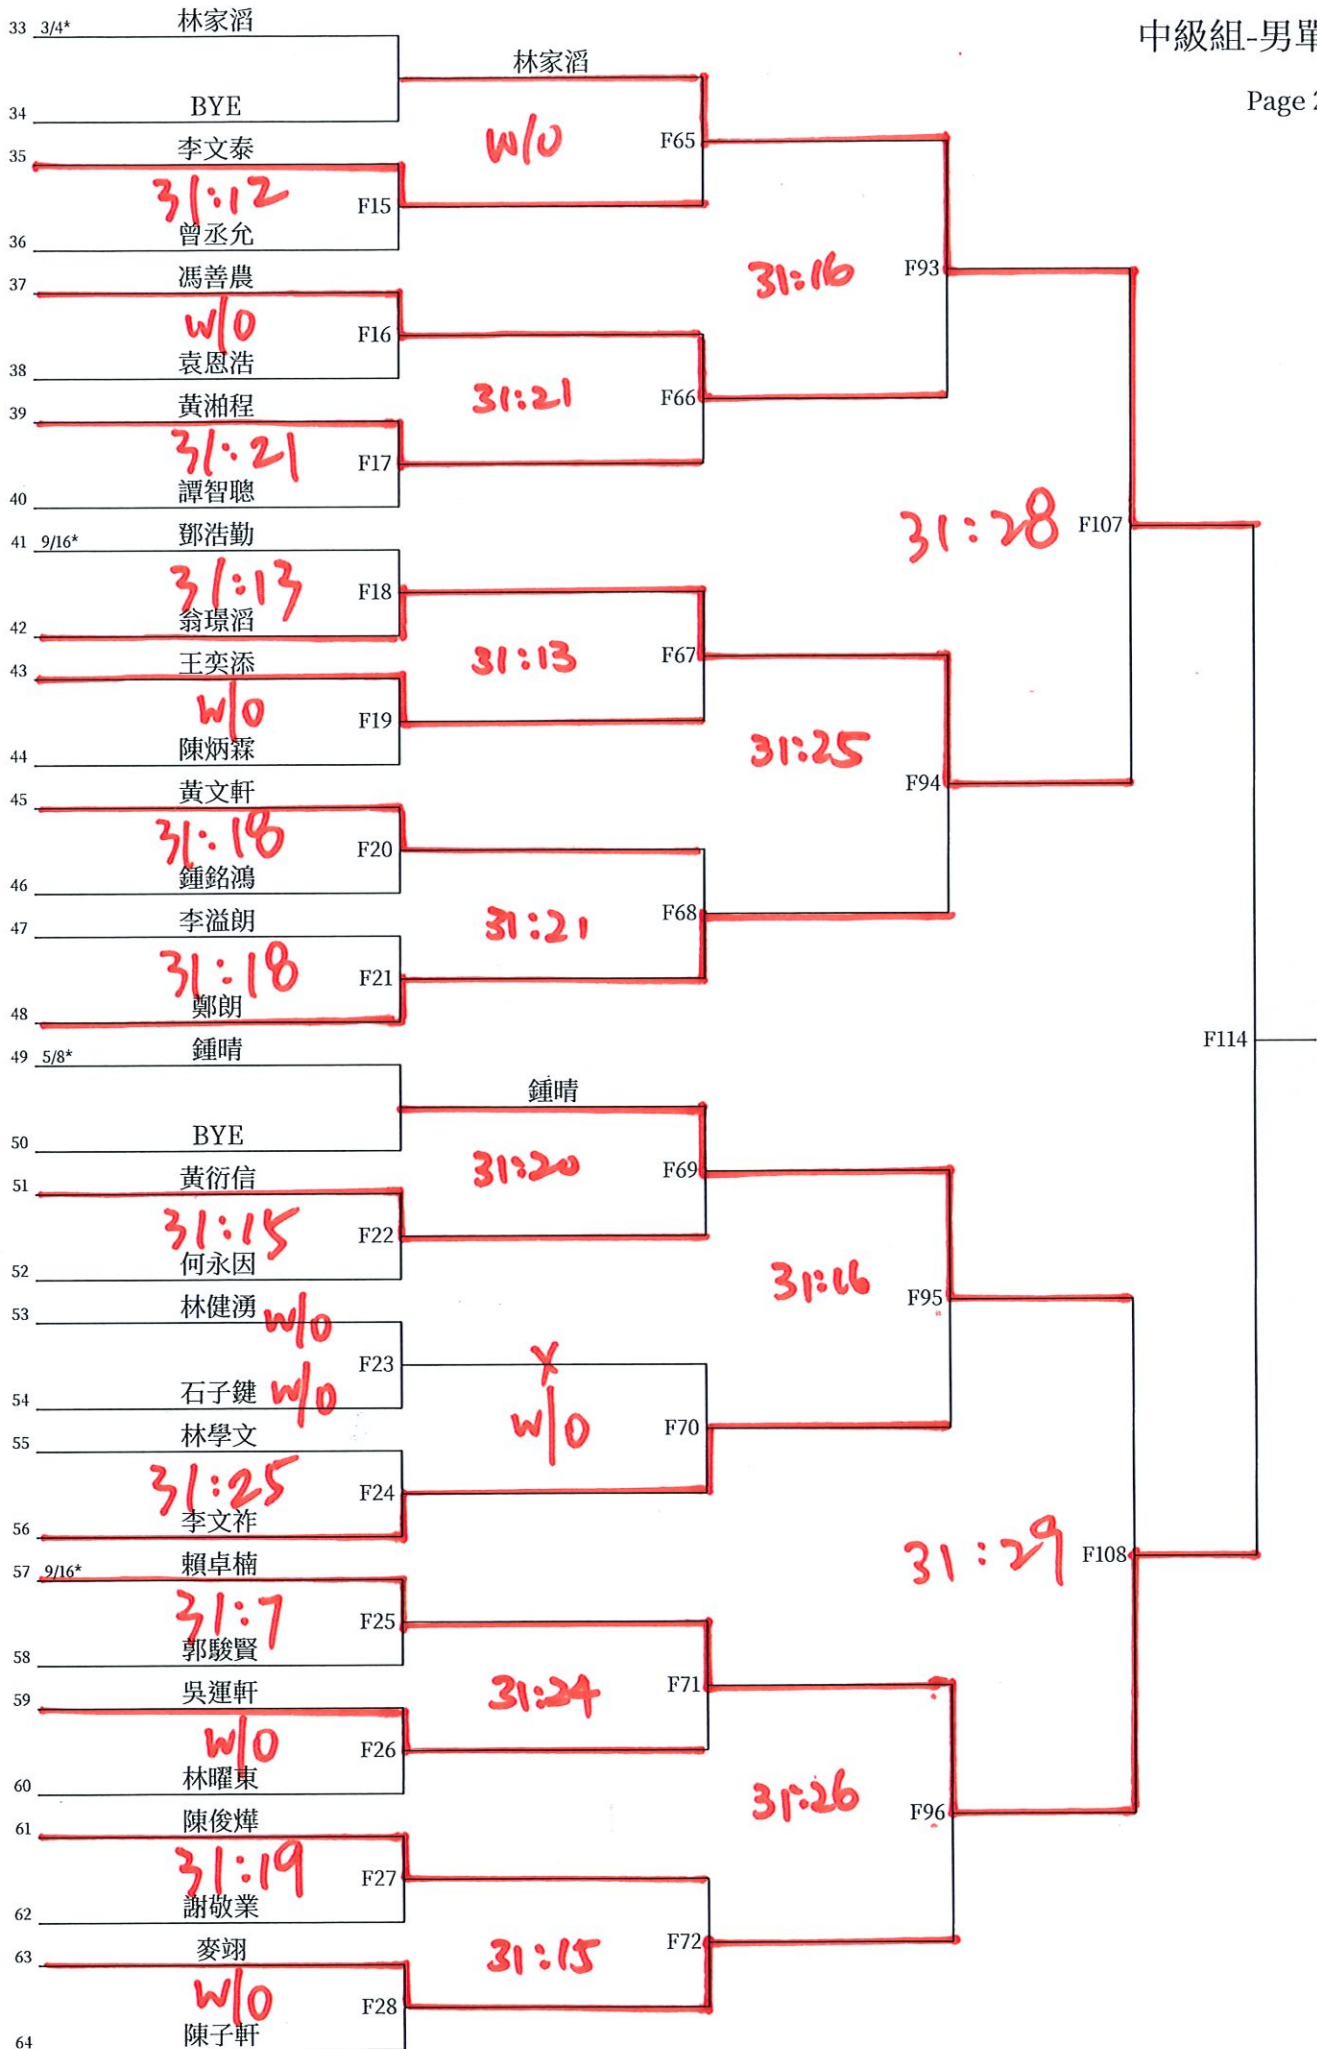 中級組-男單
Page 2
33 3/4* 林家滔
林家滔
34 BYE
W/O F65
35 李文泰
31:12 F15
36 曾丞允
31:16 F93
37 馮善農
W/O F16
38 袁恩浩
31:21 F66
39 黃湘程
31:21 F17
40 譚智聰
31:28 F107
41 9/16* 鄧浩勤
31:13 F18
42 翁璟滔
31:13 F67
43 王奕添
W/O F19
44 陳炳霖
31:25 F94
45 黃文軒
31:18 F20
46 鍾銘鴻
31:21 F68
47 李溢朗
31:18 F21
48 鄭朗
F114
49 5/8* 鍾晴
鍾晴
50 BYE
31:20 F69
51 黃衍信
31:15 F22
52 何永因
31:16 F95
53 林健湧 W/O
F23 X
54 石子鍵 W/O
W/O F70
55 林學文
31:25 F24
56 李文祚
31:29 F108
57 9/16* 賴卓楠
31:7 F25
58 郭駿賢
31:24 F71
59 吳運軒
W/O F26
60 林曜東
31:26 F96
61 陳俊燁
31:19 F27
62 謝敬業
31:15 F72
63 麥翊
W/O F28
64 陳子軒